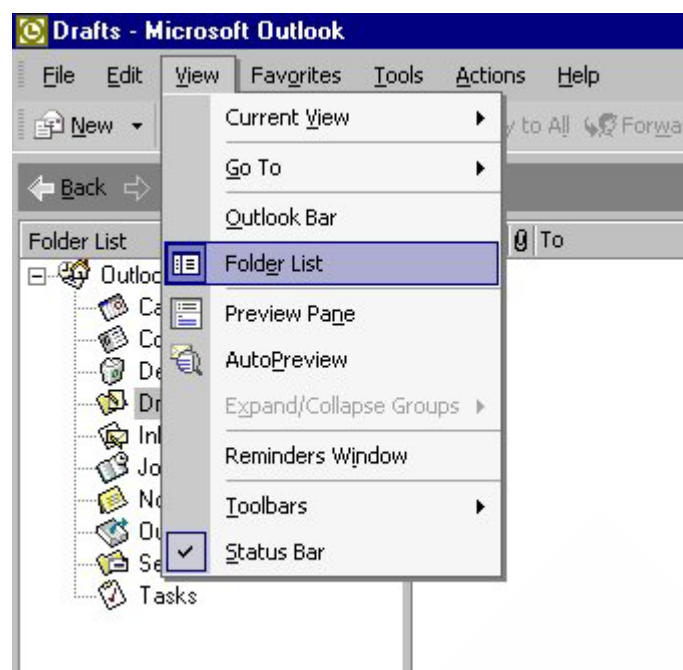 Drafts - Microsoft Outlook
File Edit View Favorites Tools Actions Help
New
Current View
to All Forwa
Go To
Back
Outlook Bar
Folder List
To
Folder List
Outloo
Preview Pane
AutoPreview
Expand/Collapse Groups
Reminders Window
Toolbars
Status Bar
Tasks